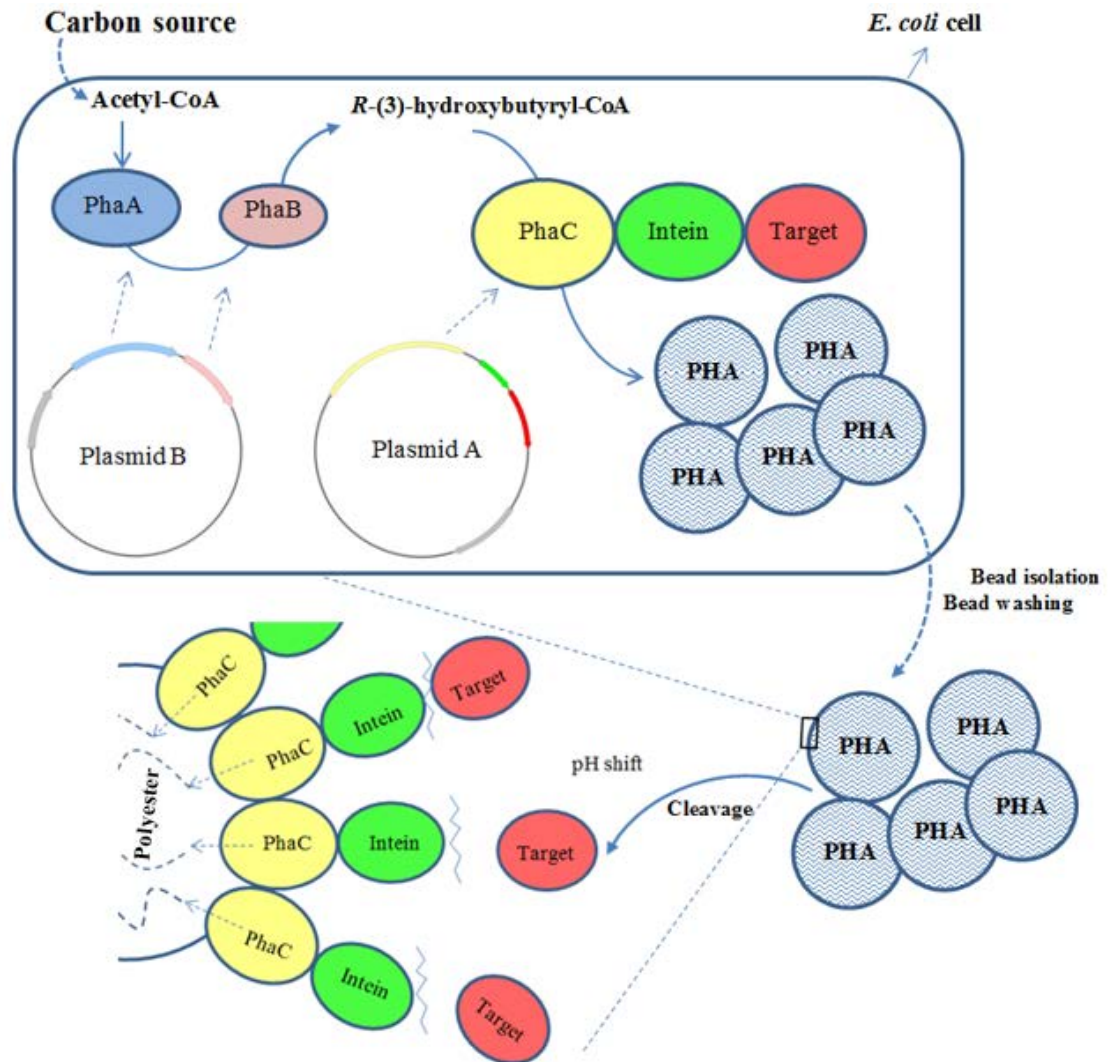 Carbon source
E. coli cell
Acetyl-CoA
R-(3)-hydroxybutyryl-CoA
PhaA
PhaB
PhaC
Intein
Target
PHA
PHA
PHA
PHA
PHA
Plasmid B
Plasmid A
Bead isolation
Bead washing
PhaC
Intein
Target
PhaC
Polyester
PhaC
Intein
Target
PhaC
Intein
Target
pH shift
Cleavage
PHA
PHA
PHA
PHA
PHA